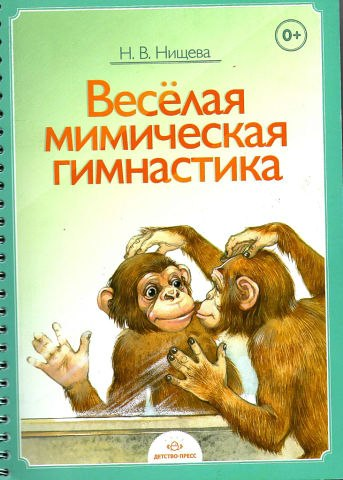 0+
Н. В. Нищева
Весёлая
мимическая
гимнастика
ДЕТСТВО-ПРЕСС